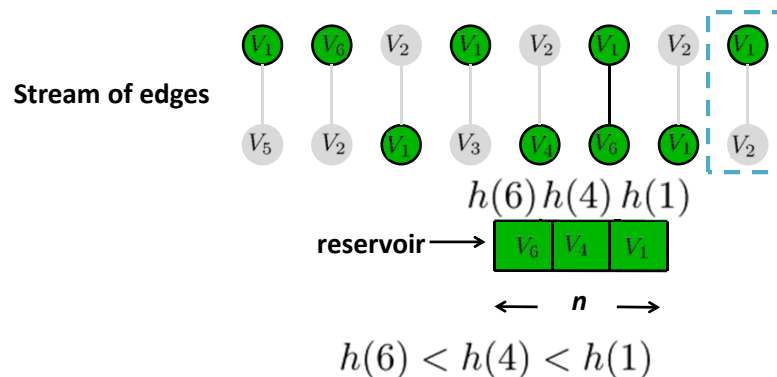 V₁ V₆ V₂ V₁ V₂ V₁ V₂ V₁
Stream of edges
V₅ V₂ V₁ V₃ V₄ V₆ V₁ V₂
h(6) h(4) h(1)
reservoir V₆ V₄ V₁
n
h(6) < h(4) < h(1)